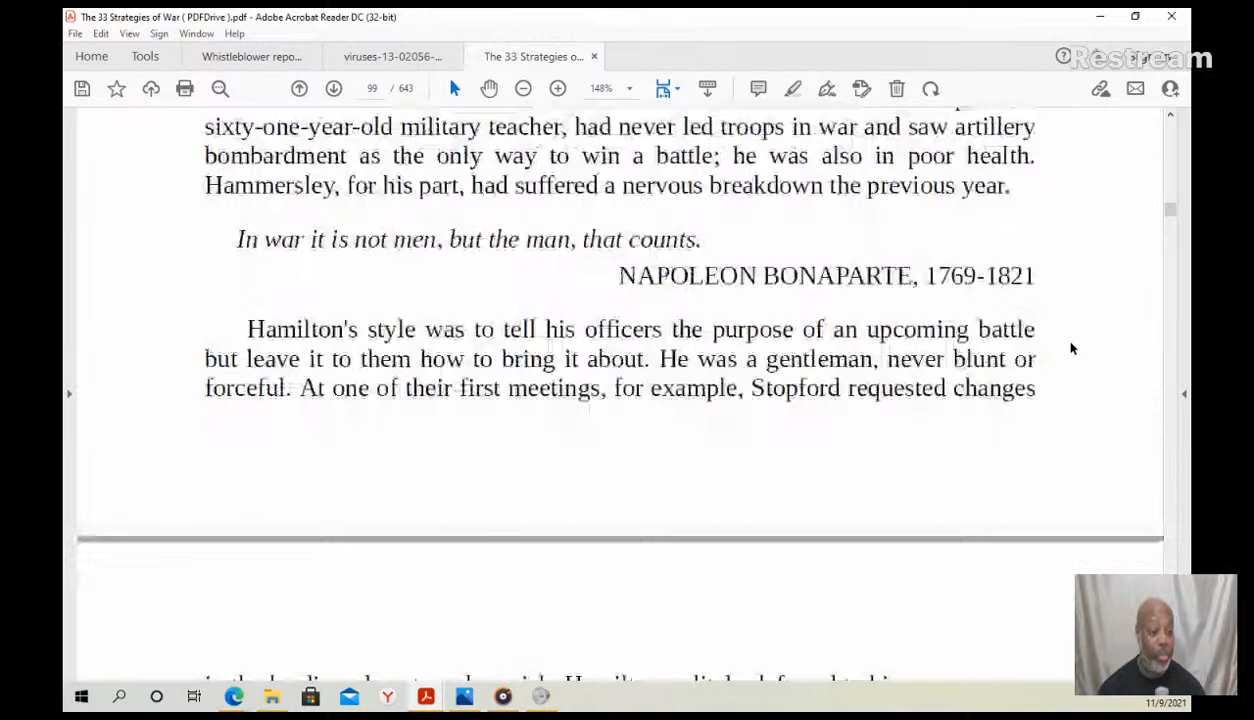 The 33 Strategies of War ( PDFDrive ).pdf - Adobe Acrobat Reader DC (32-bit)
File Edit View Sign Window Help
Home Tools Whistleblower repo... viruses-13-02056-... The 33 Strategies o... ×
Restream
99 / 643 148%
sixty-one-year-old military teacher, had never led troops in war and saw artillery
bombardment as the only way to win a battle; he was also in poor health.
Hammersley, for his part, had suffered a nervous breakdown the previous year.
In war it is not men, but the man, that counts.
NAPOLEON BONAPARTE, 1769-1821
Hamilton's style was to tell his officers the purpose of an upcoming battle
but leave it to them how to bring it about. He was a gentleman, never blunt or
forceful. At one of their first meetings, for example, Stopford requested changes
11/9/2021